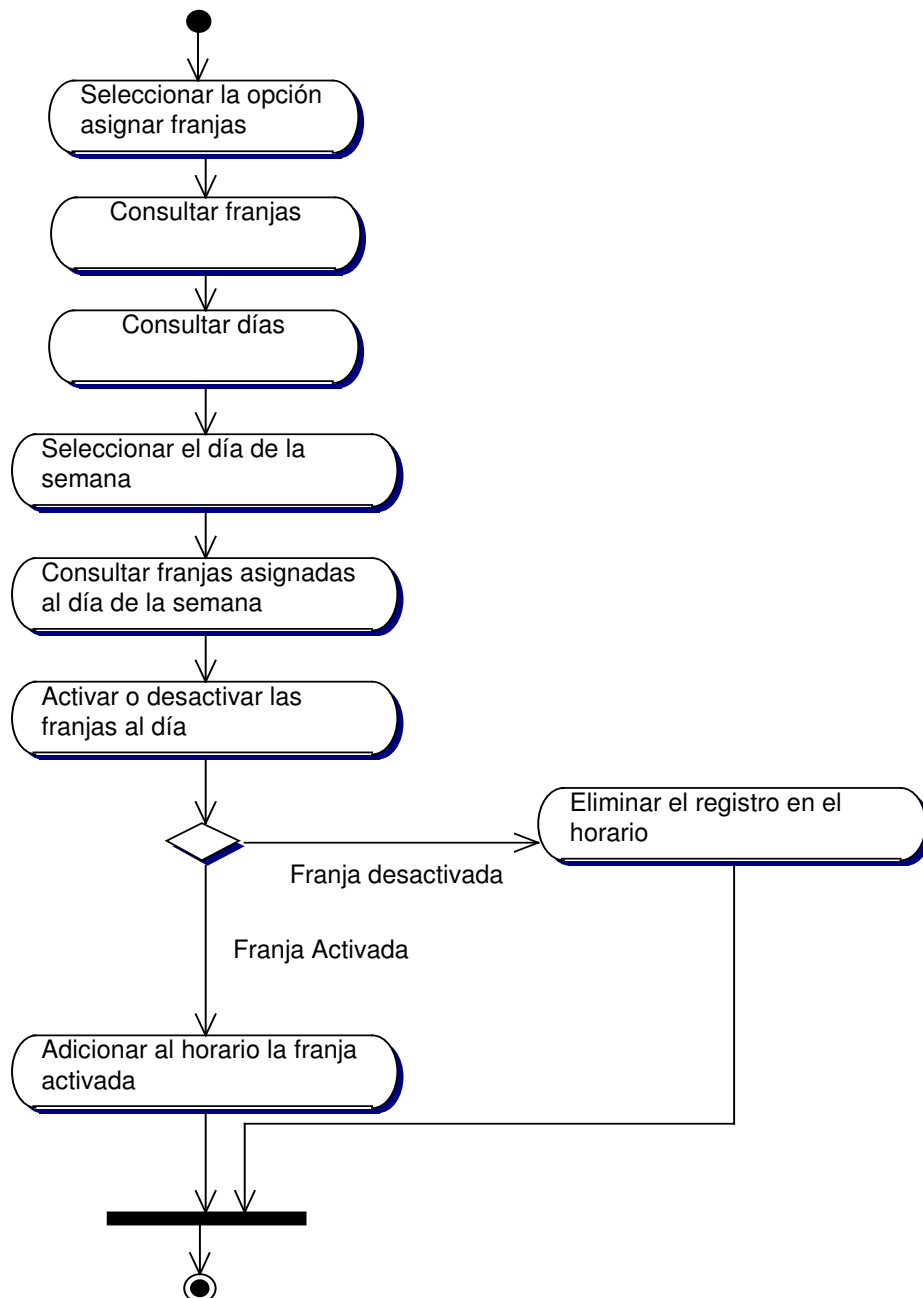 Seleccionar la opción
asignar franjas
Consultar franjas
Consultar días
Seleccionar el día de la
semana
Consultar franjas asignadas
al día de la semana
Activar o desactivar las
franjas al día
Eliminar el registro en el
horario
Franja desactivada
Franja Activada
Adicionar al horario la franja
activada